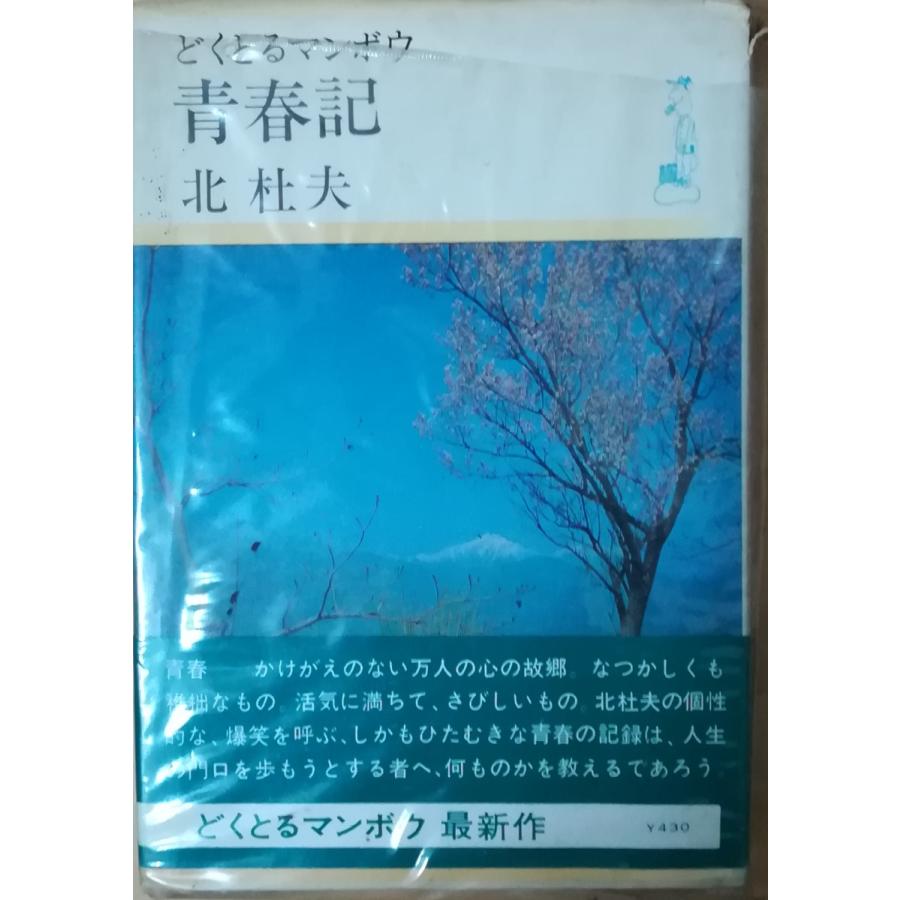 どくとるマンボウ
青春記
北 杜夫
青春　かけがえのない万人の心の故郷。なつかしくも
稚拙なもの。活気に満ちて、さびしいもの。北杜夫の個性
的な、爆笑を呼ぶ、しかもひたむきな青春の記録は、人生
の門口を歩もうとする者へ、何ものかを教えるであろう。
どくとるマンボウ 最新作
¥430